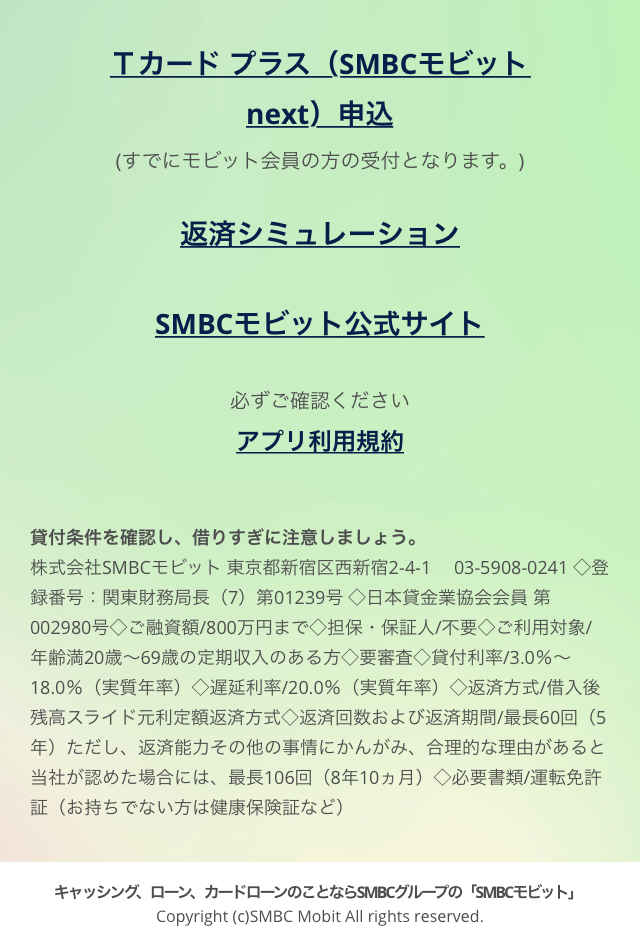 Ｔカード プラス（SMBCモビット
next）申込
(すでにモビット会員の方の受付となります。)
返済シミュレーション
SMBCモビット公式サイト
必ずご確認ください
アプリ利用規約
貸付条件を確認し、借りすぎに注意しましょう。
株式会社SMBCモビット 東京都新宿区西新宿2-4-1　03-5908-0241 ◇登
録番号：関東財務局長（7）第01239号 ◇日本貸金業協会会員 第
002980号◇ご融資額/800万円まで◇担保・保証人/不要◇ご利用対象/
年齢満20歳〜69歳の定期収入のある方◇要審査◇貸付利率/3.0％〜
18.0％（実質年率）◇遅延利率/20.0％（実質年率）◇返済方式/借入後
残高スライド元利定額返済方式◇返済回数および返済期間/最長60回（5
年）ただし、返済能力その他の事情にかんがみ、合理的な理由があると
当社が認めた場合には、最長106回（8年10ヵ月）◇必要書類/運転免許
証（お持ちでない方は健康保険証など）
キャッシング、ローン、カードローンのことならSMBCグループの「SMBCモビット」
Copyright (c)SMBC Mobit All rights reserved.